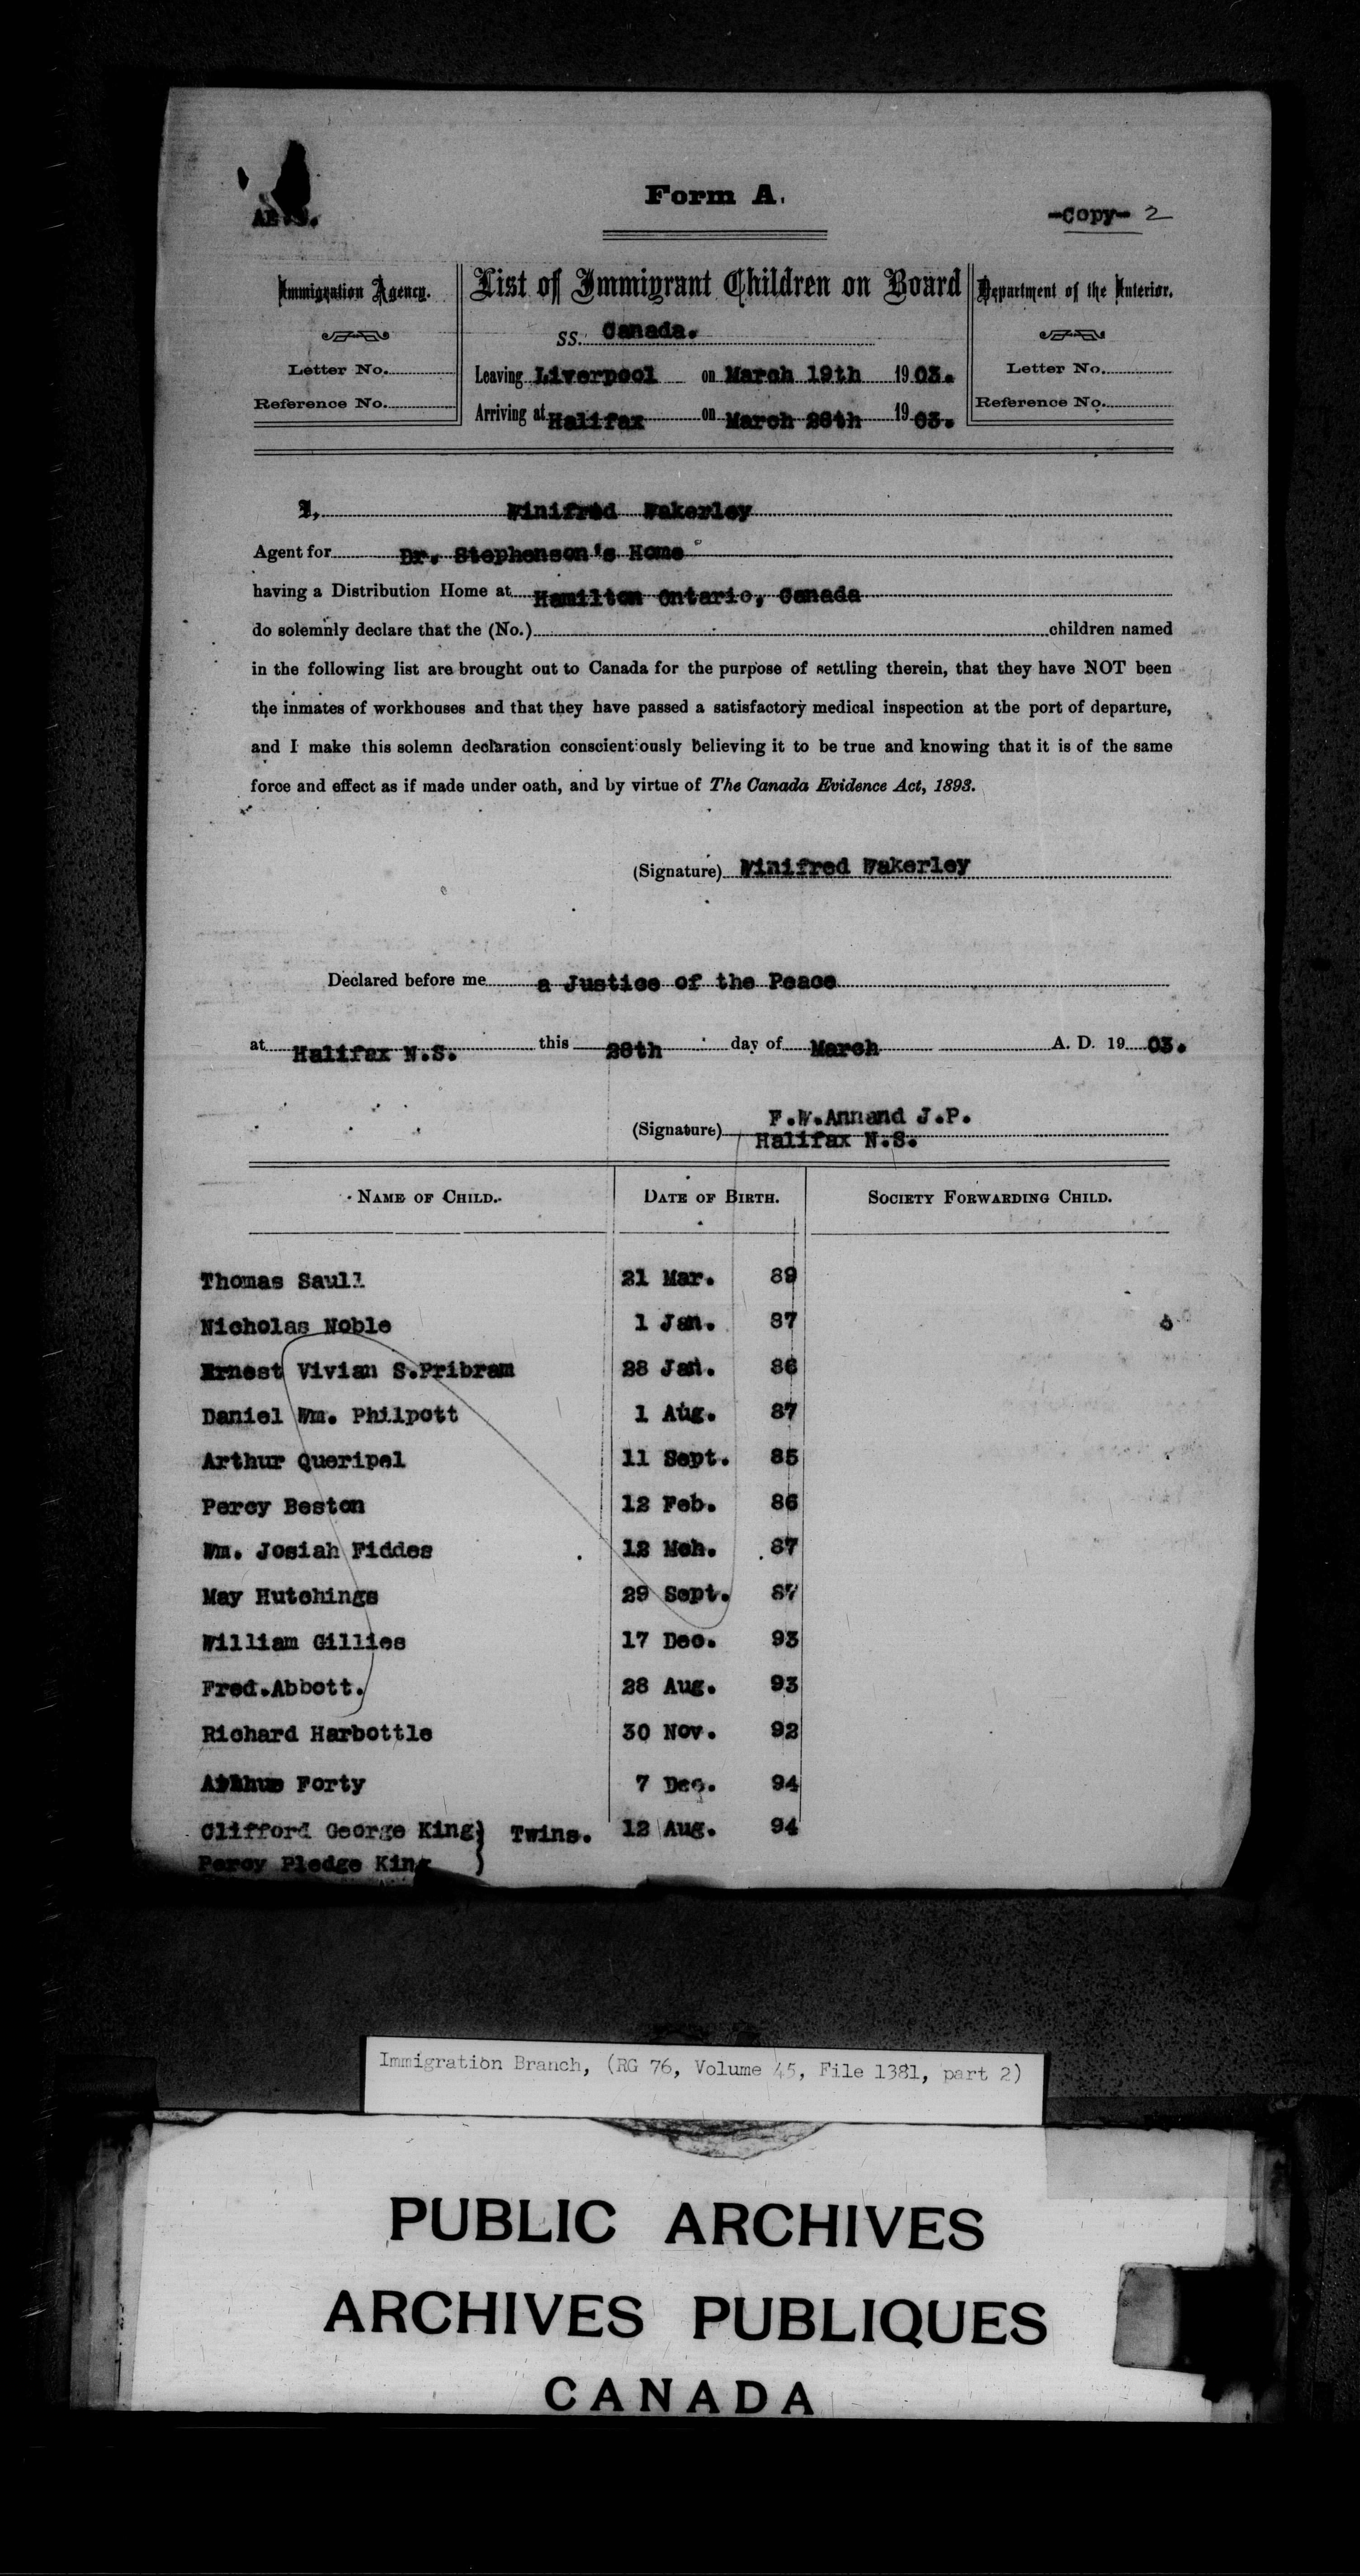 Form A.
-Copy- 2
Immigration Agency.
Letter No.
Reference No.
List of Immigrant Children on Board
SS. Canada.
Leaving Liverpool on March 19th 1903.
Arriving at Halifax on March 28th 1903.
Department of the Interior.
Letter No.
Reference No.
I, Winifred Wakerley
Agent for Dr. Stephenson's Home
having a Distribution Home at Hamilton Ontario, Canada
do solemnly declare that the (No.) children named
in the following list are brought out to Canada for the purpose of settling therein, that they have NOT been
the inmates of workhouses and that they have passed a satisfactory medical inspection at the port of departure,
and I make this solemn declaration conscientiously believing it to be true and knowing that it is of the same
force and effect as if made under oath, and by virtue of The Canada Evidence Act, 1893.
(Signature) Winifred Wakerley
Declared before me a Justice of the Peace
at Halifax N.S. this 28th day of March A. D. 1903.
(Signature) F.W.Annand J.P.
Halifax N.S.
NAME OF CHILD. DATE OF BIRTH. SOCIETY FORWARDING CHILD.
Thomas Saull 21 Mar. 89
Nicholas Noble 1 Jan. 87
Ernest Vivian S.Pribram 28 Jan. 86
Daniel Wm. Philpott 1 Aug. 87
Arthur Queripel 11 Sept. 85
Percy Beston 12 Feb. 86
Wm. Josiah Fiddes 12 Mch. 87
May Hutchings 29 Sept. 87
William Gillies 17 Dec. 93
Fred.Abbott. 28 Aug. 93
Richard Harbottle 30 Nov. 92
Arthur Forty 7 Dec. 94
Clifford George King} Twins. 12 Aug. 94
Percy Pledge King }
Immigration Branch, (RG 76, Volume 45, File 1381, part 2)
PUBLIC ARCHIVES
ARCHIVES PUBLIQUES
CANADA